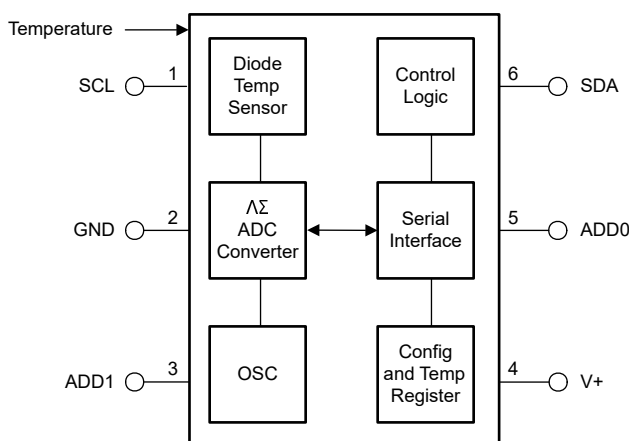 Temperature
SCL
1
Diode
Temp
Sensor
Control
Logic
6
SDA
GND
2
ΛΣ
ADC
Converter
Serial
Interface
5
ADD0
ADD1
3
OSC
Config
and Temp
Register
4
V+